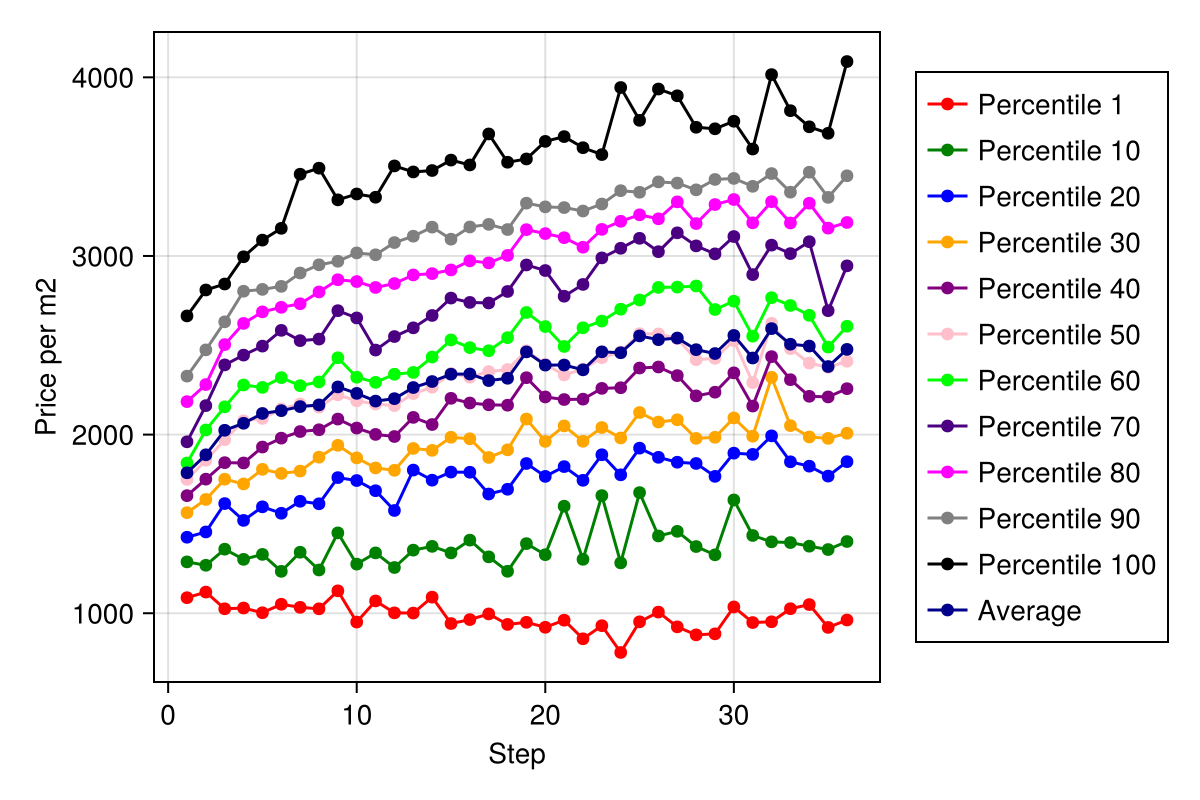 4000
3000
2000
1000
Price per m2
0 10 20 30
Step
Percentile 1
Percentile 10
Percentile 20
Percentile 30
Percentile 40
Percentile 50
Percentile 60
Percentile 70
Percentile 80
Percentile 90
Percentile 100
Average